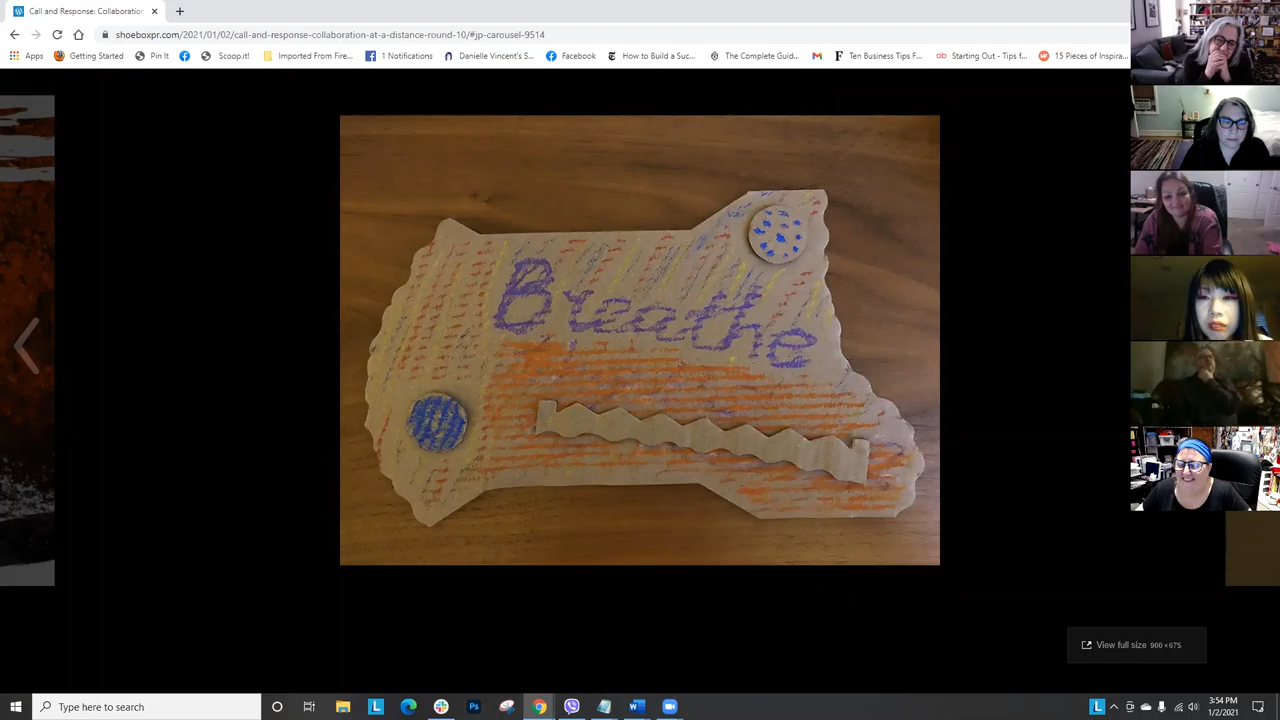 Call and Response: Collaboration
shoeboxpr.com/2021/01/02/call-and-response-collaboration-at-a-distance-round-10/#jp-carousel-9514
Apps Getting Started Pin It Scoop.it! Imported From Fire... 1 Notifications Danielle Vincent's S... Facebook How to Build a Suc... The Complete Guid... Ten Business Tips F... Starting Out - Tips f... 15 Pieces of Inspira...
Breathe
View full size 900×675
Type here to search
3:54 PM
1/2/2021